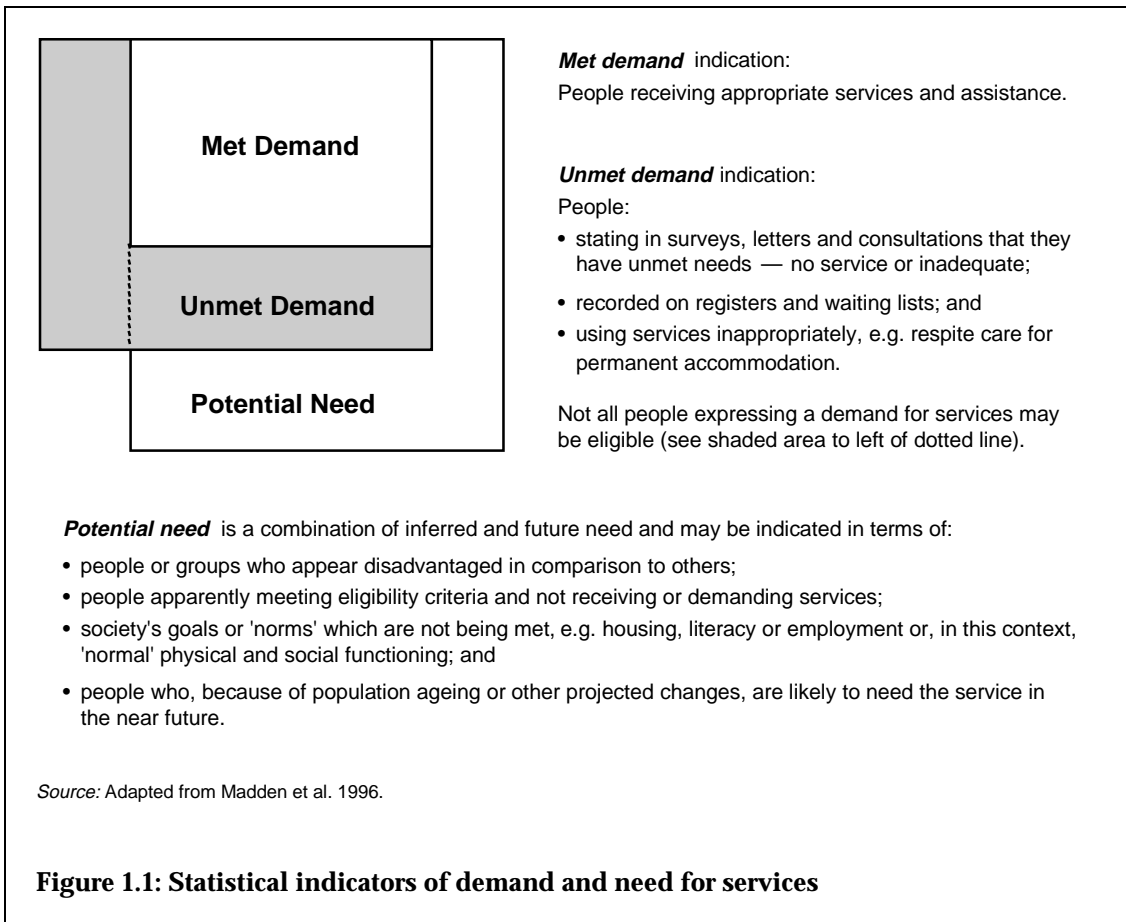 Met Demand
Unmet Demand
Potential Need
Met demand indication:
People receiving appropriate services and assistance.
Unmet demand indication:
People:
• stating in surveys, letters and consultations that they
have unmet needs — no service or inadequate;
• recorded on registers and waiting lists; and
• using services inappropriately, e.g. respite care for
permanent accommodation.
Not all people expressing a demand for services may
be eligible (see shaded area to left of dotted line).
Potential need is a combination of inferred and future need and may be indicated in terms of:
• people or groups who appear disadvantaged in comparison to others;
• people apparently meeting eligibility criteria and not receiving or demanding services;
• society's goals or 'norms' which are not being met, e.g. housing, literacy or employment or, in this context,
'normal' physical and social functioning; and
• people who, because of population ageing or other projected changes, are likely to need the service in
the near future.
Source: Adapted from Madden et al. 1996.
Figure 1.1: Statistical indicators of demand and need for services